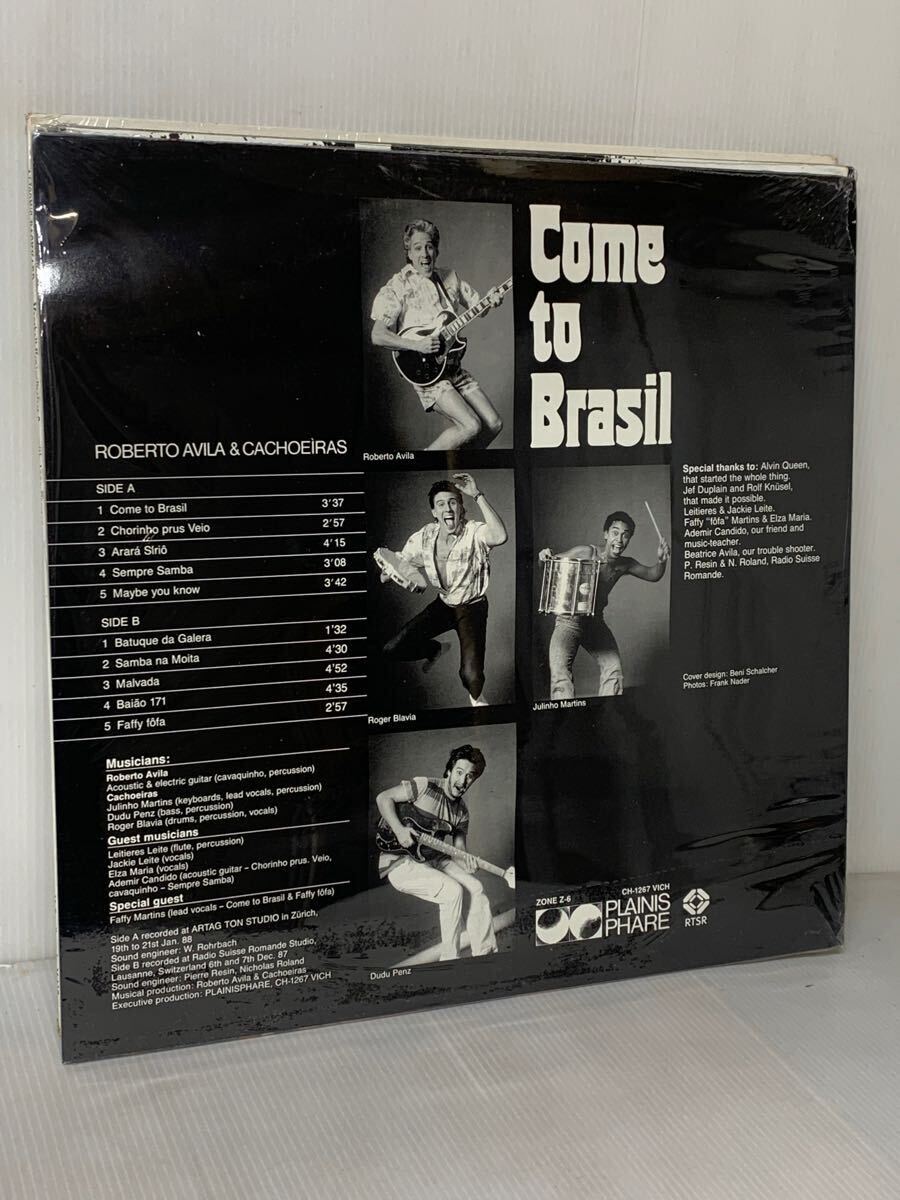 Come
to
Brasil
ROBERTO AVILA & CACHOEÌRAS
SIDE A
1 Come to Brasil 3'37
2 Chorinho prus Veio 2'57
3 Arará Sìriô 4'15
4 Sempre Samba 3'08
5 Maybe you know 3'42
SIDE B
1 Batuque da Galera 1'32
2 Samba na Moita 4'30
3 Malvada 4'52
4 Baião 171 4'35
5 Faffy fôfa 2'57
Musicians:
Roberto Avila
Acoustic & electric guitar (cavaquinho, percussion)
Cachoeiras
Julinho Martins (keyboards, lead vocals, percussion)
Dudu Penz (bass, percussion)
Roger Blavia (drums, percussion, vocals)
Guest musicians
Leitieres Leite (flute, percussion)
Jackie Leite (vocals)
Elza Maria (vocals)
Ademir Candido (acoustic guitar – Chorinho prus. Veio,
cavaquinho – Sempre Samba)
Special guest
Faffy Martins (lead vocals – Come to Brasil & Faffy fôfa)
Side A recorded at ARTAG TON STUDIO in Zürich,
19th to 21st Jan. 88
Sound engineer: W. Rohrbach
Side B recorded at Radio Suisse Romande Studio,
Lausanne, Switzerland 6th and 7th Dec. 87
Sound engineer: Pierre Resin, Nicholas Roland
Musical production: Roberto Avila & Cachoeiras
Executive production: PLAINISPHARE, CH-1267 VICH
Roberto Avila
Roger Blavia
Julinho Martins
Dudu Penz
Special thanks to: Alvin Queen,
that started the whole thing.
Jef Duplain and Rolf Knüsel,
that made it possible.
Leitieres & Jackie Leite.
Faffy “fôfa” Martins & Elza Maria.
Ademir Candido, our friend and
music-teacher.
Beatrice Avila, our trouble shooter.
P. Resin & N. Roland, Radio Suisse
Romande.
Cover design: Beni Schalcher
Photos: Frank Nader
ZONE Z-6
CH-1267 VICH
PLAINIS
PHARE
RTSR